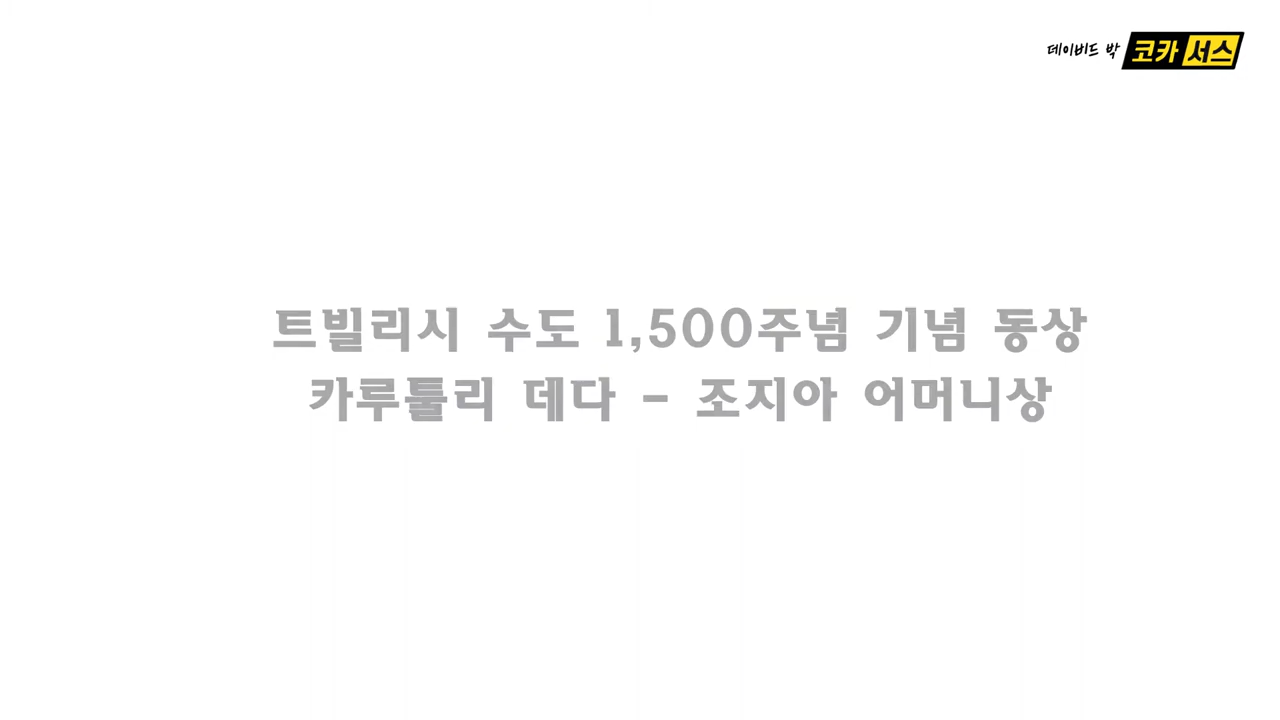 데이비드 박 코카서스
트빌리시 수도 1,500주념 기념 동상
카루툴리 데다 - 조지아 어머니상